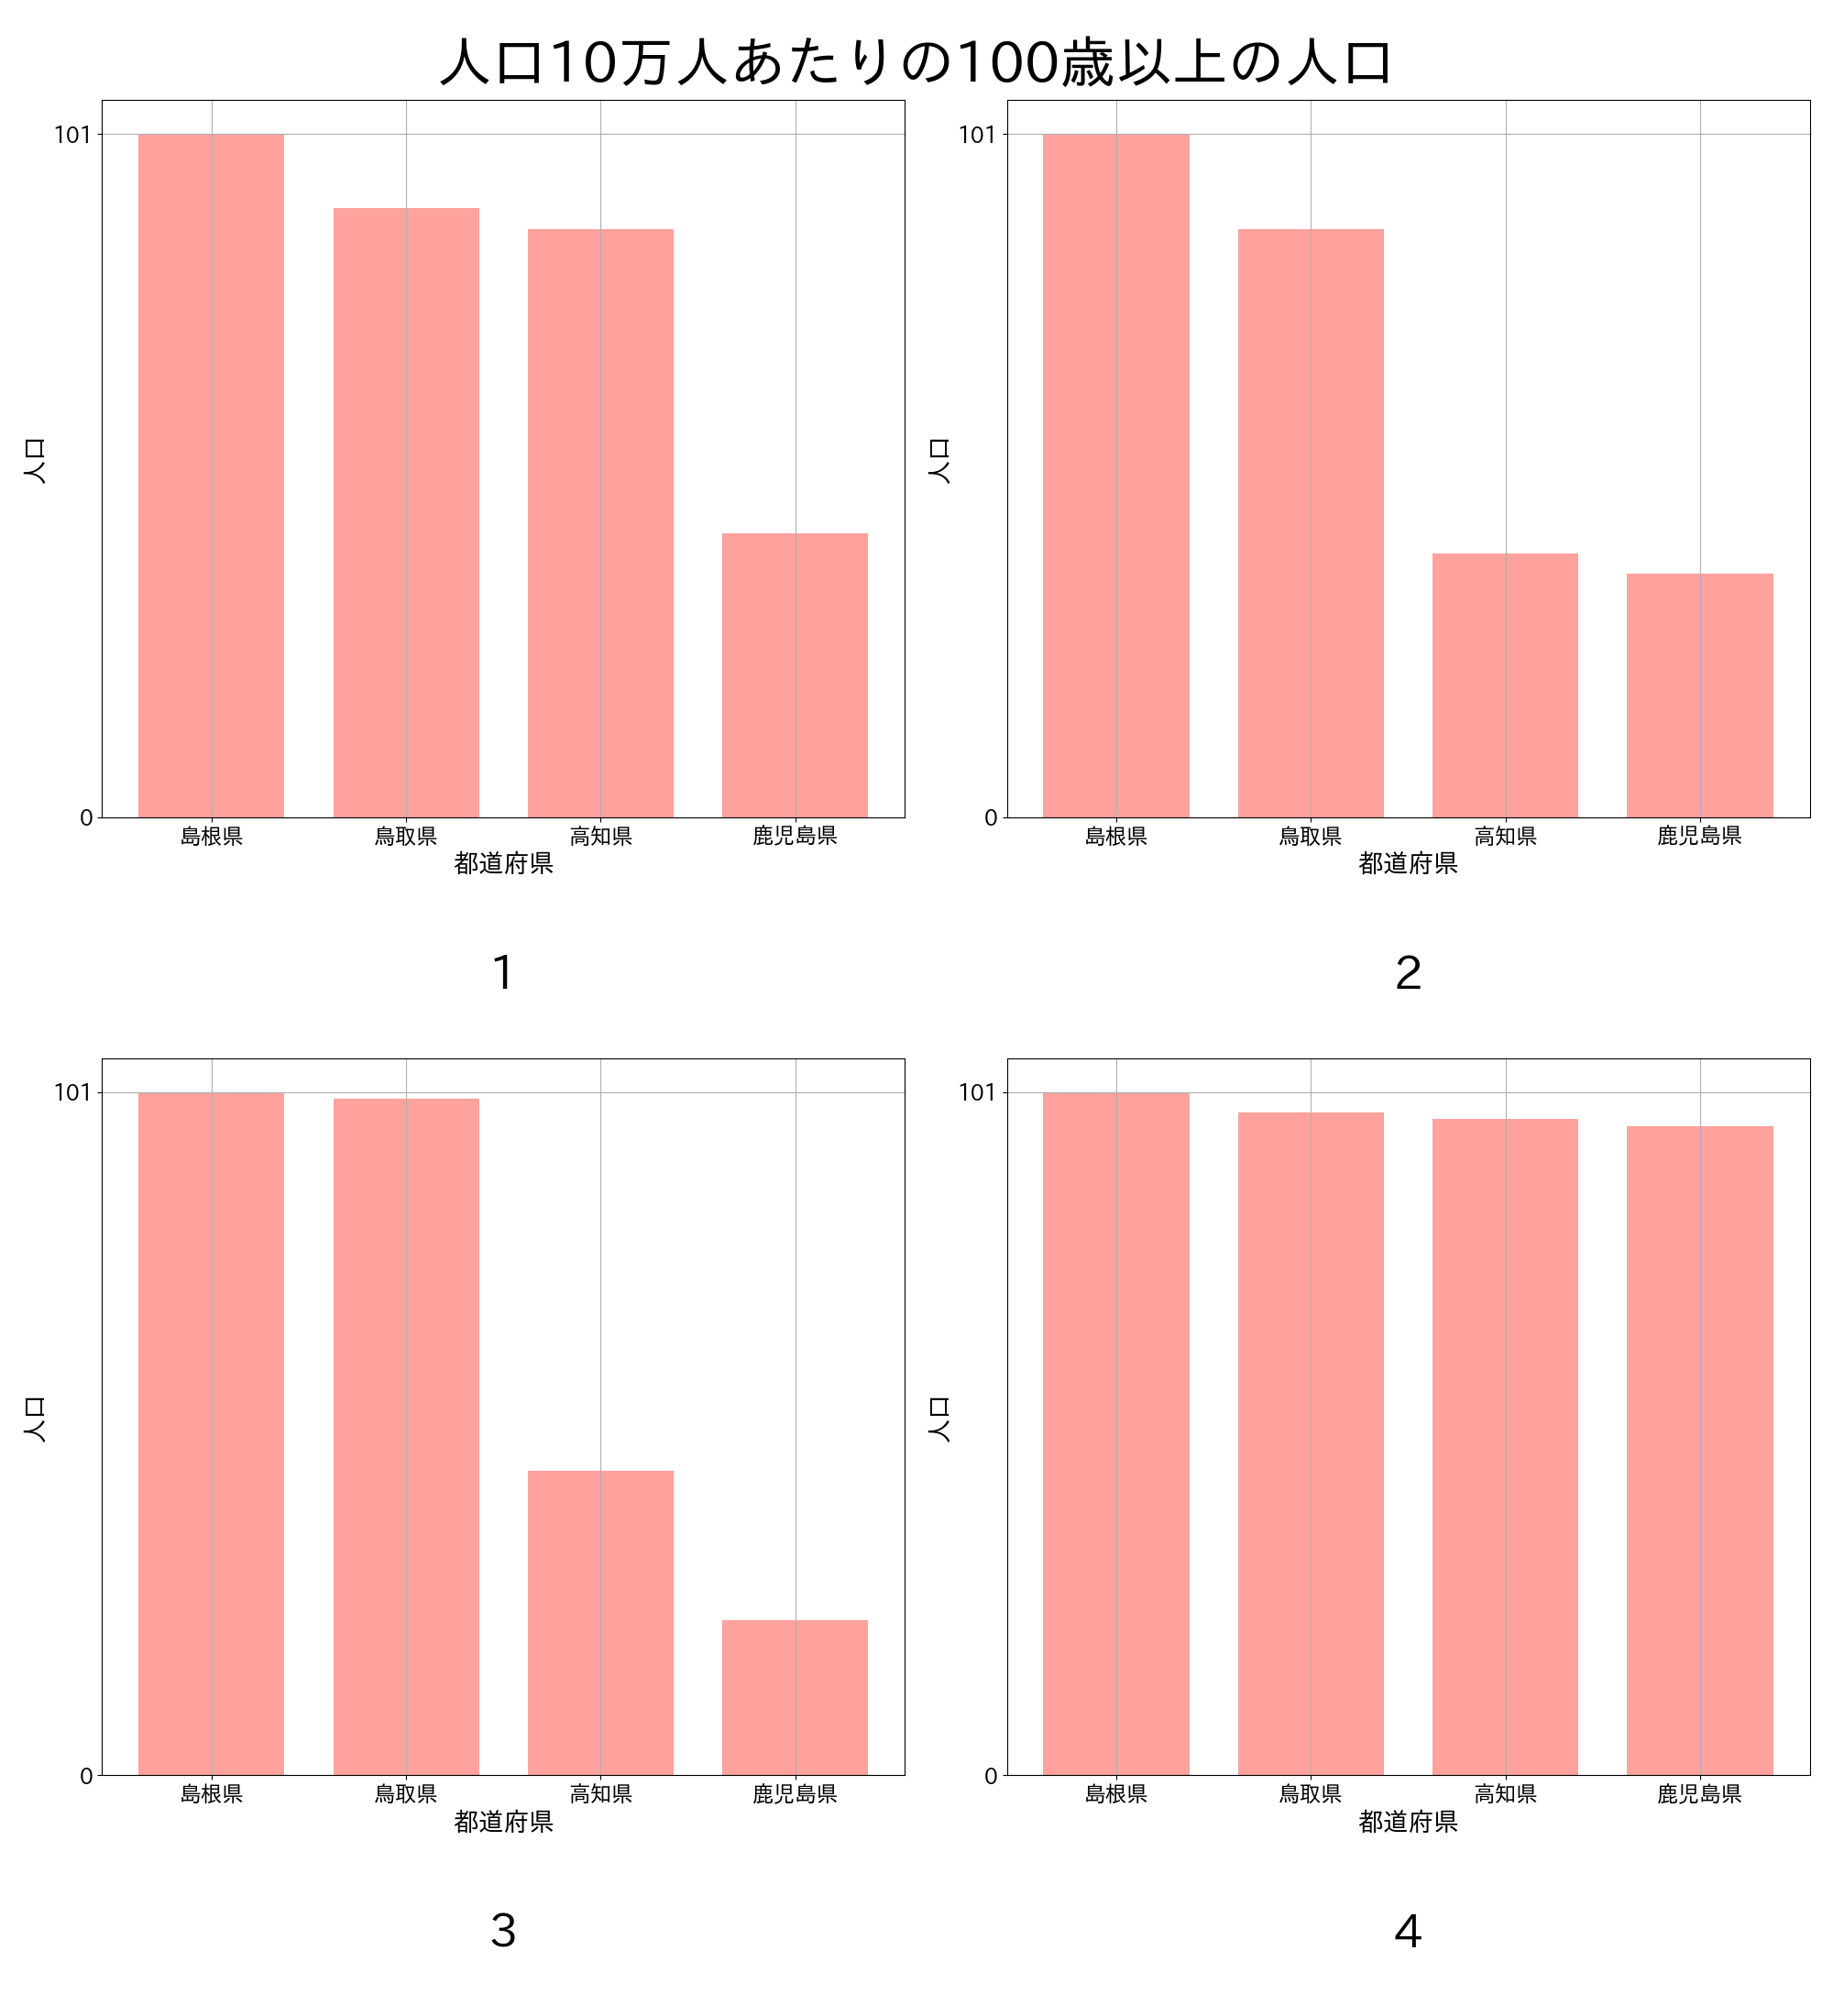 人口10万人あたりの100歳以上の人口
101
0
人口
島根県 鳥取県 高知県 鹿児島県
都道府県
1
101
0
人口
島根県 鳥取県 高知県 鹿児島県
都道府県
2
101
0
人口
島根県 鳥取県 高知県 鹿児島県
都道府県
3
101
0
人口
島根県 鳥取県 高知県 鹿児島県
都道府県
4